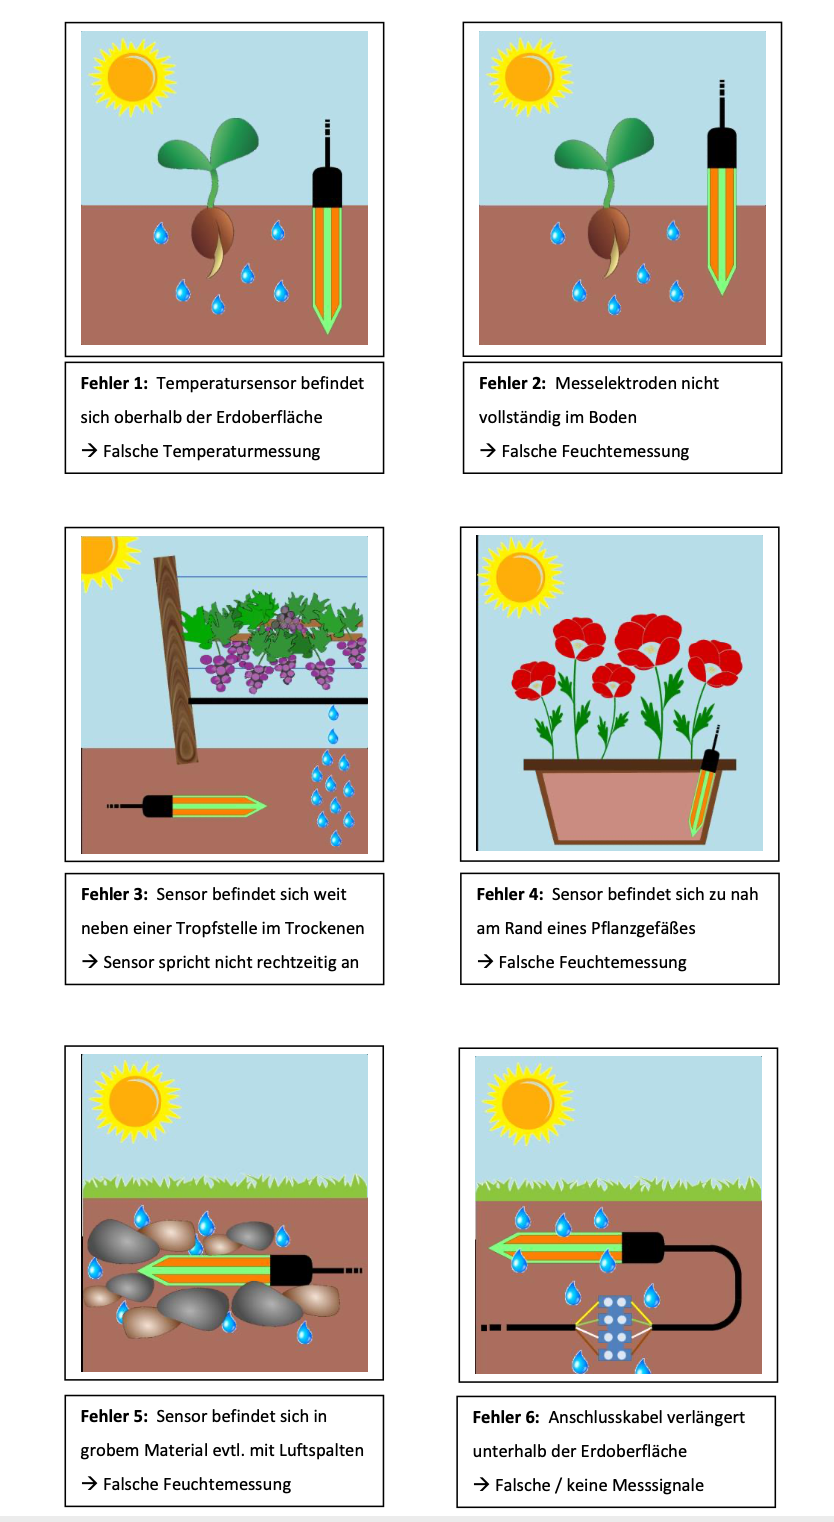 Fehler 1: Temperatursensor befindet
sich oberhalb der Erdoberfläche
→ Falsche Temperaturmessung
Fehler 2: Messelektroden nicht
vollständig im Boden
→ Falsche Feuchtemessung
Fehler 3: Sensor befindet sich weit
neben einer Tropfstelle im Trockenen
→ Sensor spricht nicht rechtzeitig an
Fehler 4: Sensor befindet sich zu nah
am Rand eines Pflanzgefäßes
→ Falsche Feuchtemessung
Fehler 5: Sensor befindet sich in
grobem Material evtl. mit Luftspalten
→ Falsche Feuchtemessung
Fehler 6: Anschlusskabel verlängert
unterhalb der Erdoberfläche
→ Falsche / keine Messsignale